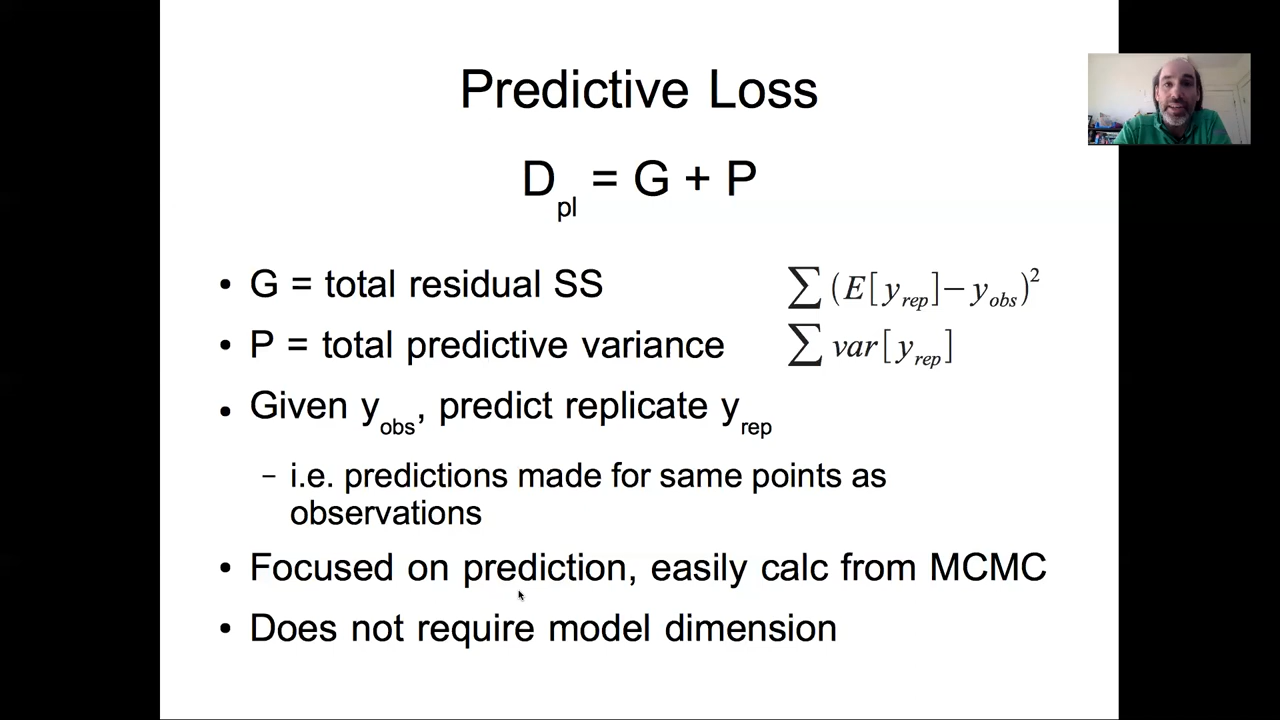 Predictive Loss
D_pl = G + P
• G = total residual SS ∑(E[y_rep]−y_obs)²
• P = total predictive variance ∑ var[y_rep]
• Given y_obs, predict replicate y_rep
– i.e. predictions made for same points as
observations
• Focused on prediction, easily calc from MCMC
• Does not require model dimension